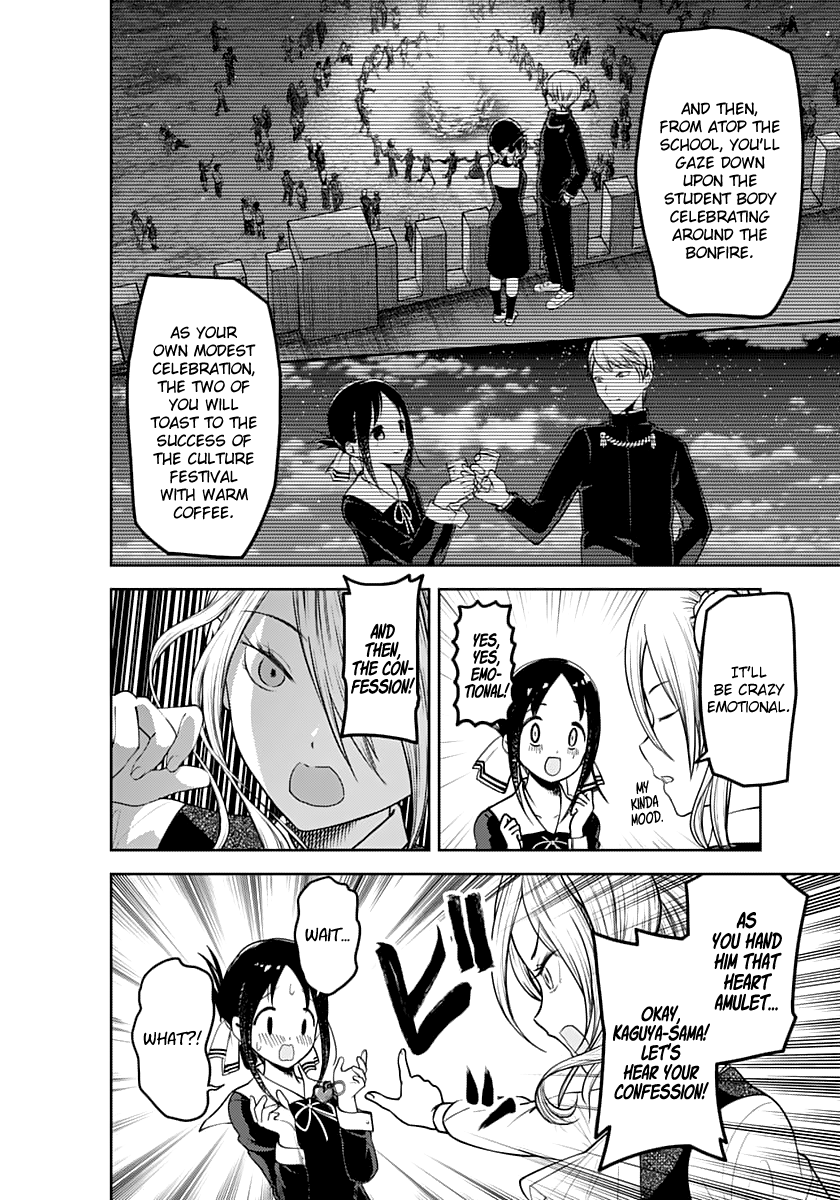 AND THEN,
FROM ATOP THE
SCHOOL, YOU'LL
GAZE DOWN
UPON THE
STUDENT BODY
CELEBRATING
AROUND THE
BONFIRE.
AS YOUR
OWN MODEST
CELEBRATION,
THE TWO OF
YOU WILL
TOAST TO THE
SUCCESS OF
THE CULTURE
FESTIVAL
WITH WARM
COFFEE.
IT'LL
BE CRAZY
EMOTIONAL.
MY
KINDA
MOOD.
YES,
YES,
EMO-
TIONAL!
AND
THEN,
THE CON-
FESSION!
AS
YOU HAND
HIM THAT
HEART
AMULET...
OKAY,
KAGUYA-SAMA!
LET'S
HEAR YOUR
CONFESSION!
ビッ
WAIT...
WHAT?!